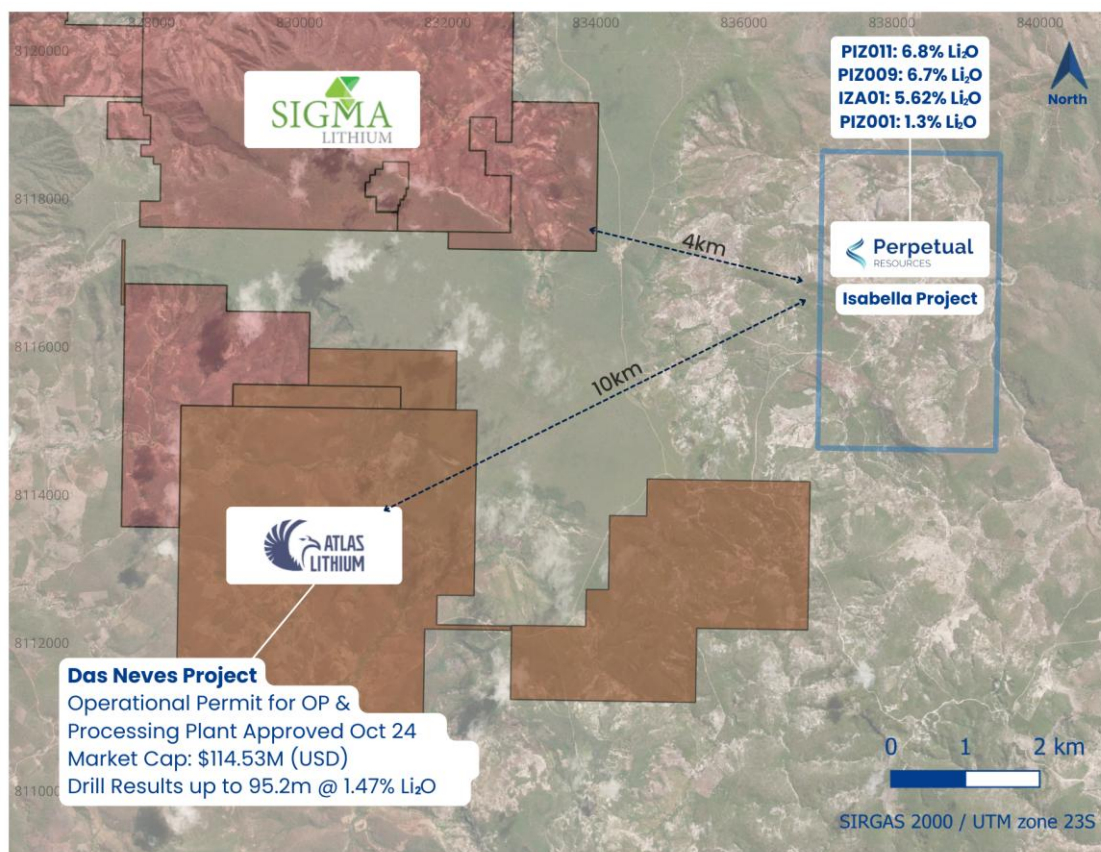 828000
830000
832000
834000
836000
838000
840000
8120000
8118000
8116000
8114000
8112000
8110000
SIGMA
LITHIUM
PIZ011: 6.8% Li₂O
PIZ009: 6.7% Li₂O
IZA01: 5.62% Li₂O
PIZ001: 1.3% Li₂O
North
4km
Perpetual
RESOURCES
Isabella Project
10km
ATLAS
LITHIUM
Das Neves Project
Operational Permit for OP &
Processing Plant Approved Oct 24
Market Cap: $114.53M (USD)
Drill Results up to 95.2m @ 1.47% Li₂O
0 1 2 km
SIRGAS 2000 / UTM zone 23S